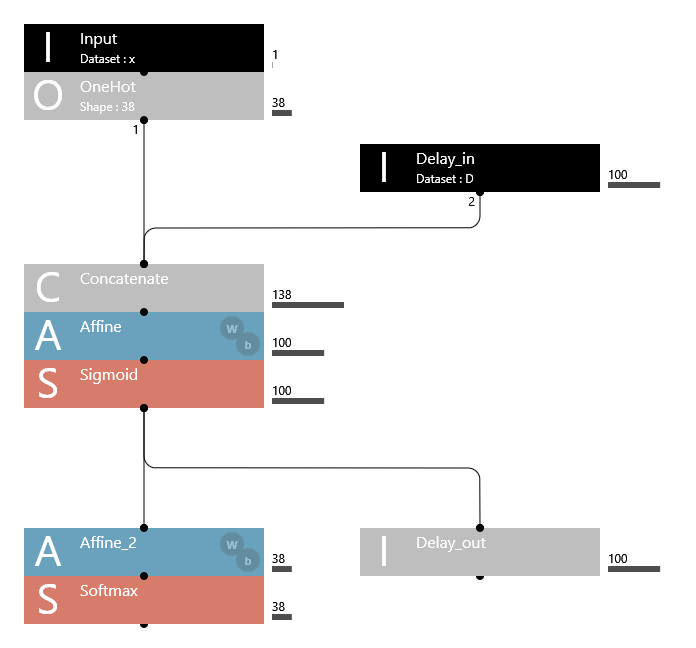 I Input
Dataset : x
1
O OneHot
Shape : 38
38
1
I Delay_in
Dataset : D
100
2
C Concatenate
138
A Affine W b
100
S Sigmoid
100
A Affine_2 W b
38
I Delay_out
100
S Softmax
38